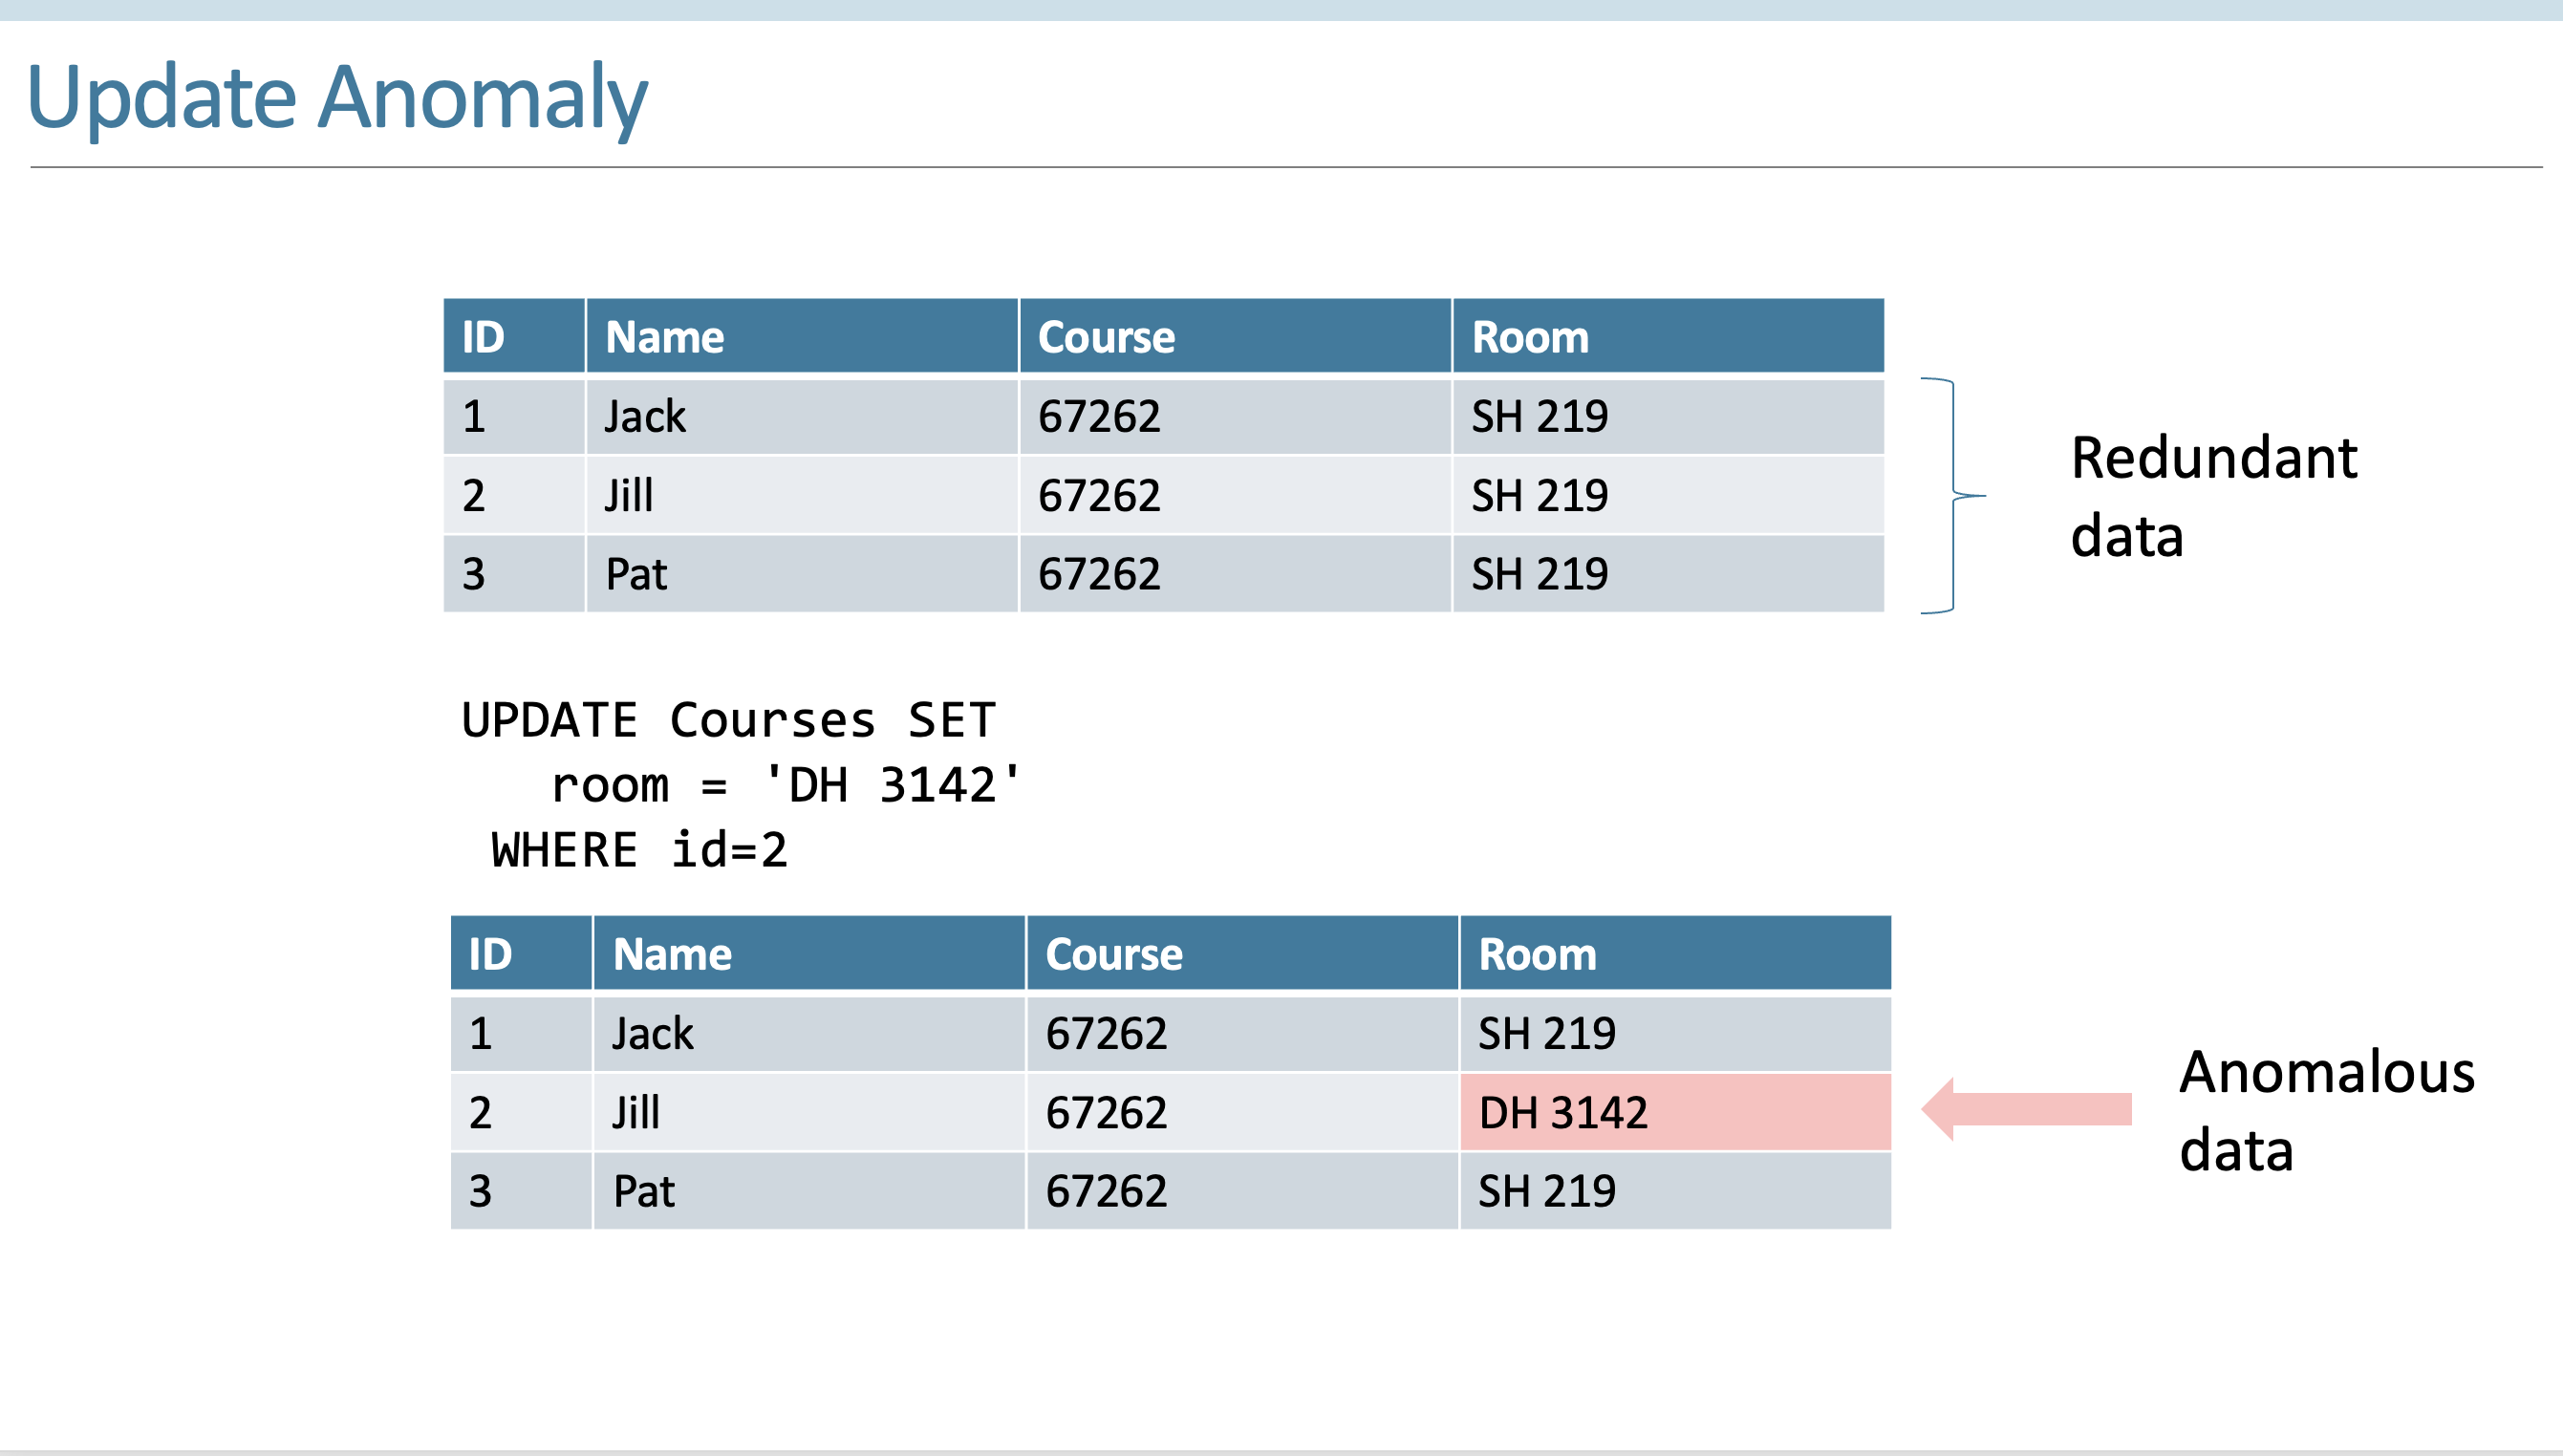 Update Anomaly
ID Name Course Room
1 Jack 67262 SH 219
2 Jill 67262 SH 219
3 Pat 67262 SH 219
Redundant
data
UPDATE Courses SET
room = 'DH 3142'
WHERE id=2
ID Name Course Room
1 Jack 67262 SH 219
2 Jill 67262 DH 3142
3 Pat 67262 SH 219
Anomalous
data